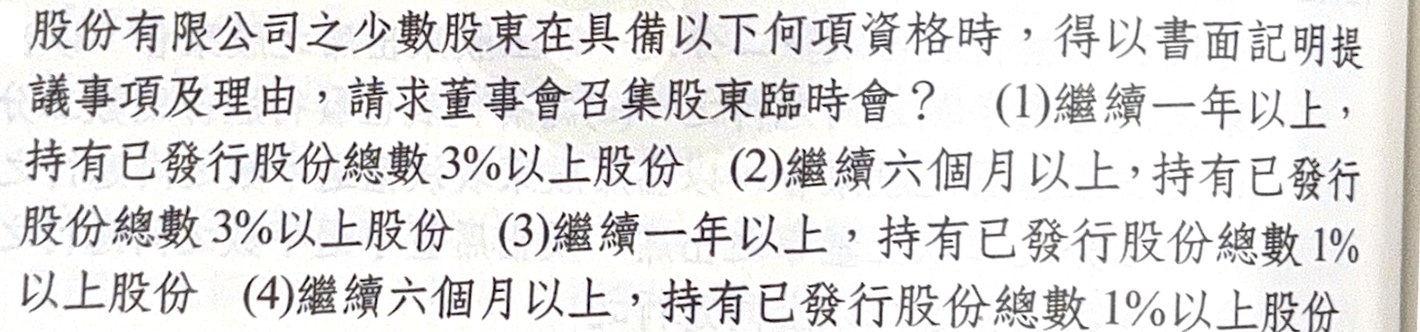 股份有限公司之少數股東在具備以下何項資格時，得以書面記明提
議事項及理由，請求董事會召集股東臨時會？ (1)繼續一年以上，
持有已發行股份總數3%以上股份 (2)繼續六個月以上，持有已發行
股份總數3%以上股份 (3)繼續一年以上，持有已發行股份總數1%
以上股份 (4)繼續六個月以上，持有已發行股份總數1%以上股份